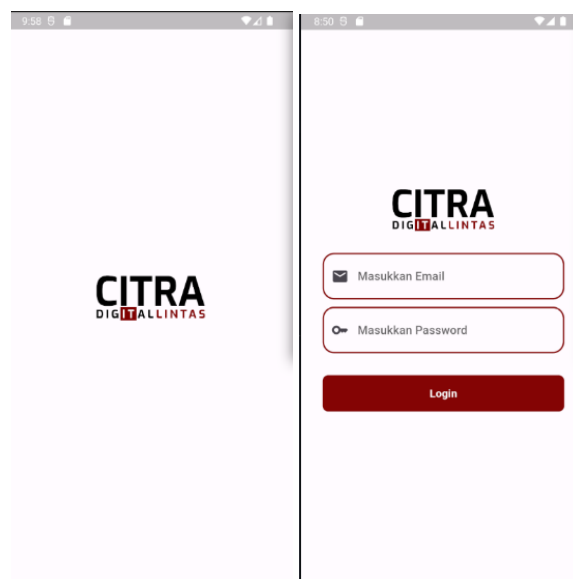 9:58
CITRA
DIGITALLINTAS
8:50
CITRA
DIGITALLINTAS
Masukkan Email
Masukkan Password
Login